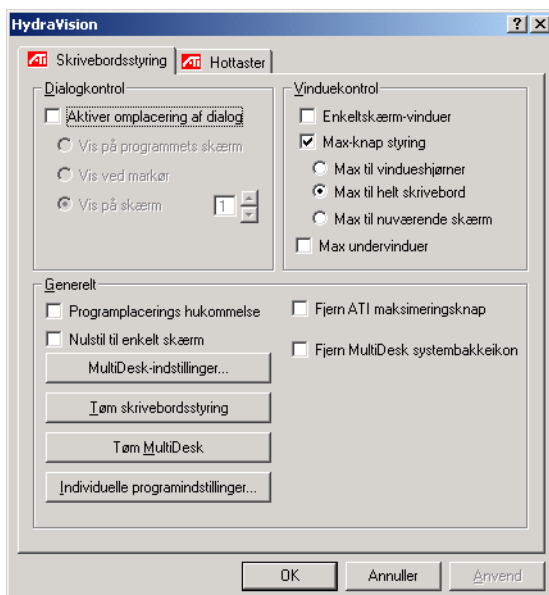 HydraVision
ATI Skrivebordsstyring
ATI Hottaster
Dialogkontrol
Aktiver omplacering af dialog
Vis på programmets skærm
Vis ved markør
Vis på skærm 1
Vinduekontrol
Enkeltskærm-vinduer
Max-knap styring
Max til vindueshjørner
Max til helt skrivebord
Max til nuværende skærm
Max undervinduer
Generelt
Programplacerings hukommelse
Nulstil til enkelt skærm
MultiDesk-indstillinger...
Tøm skrivebordsstyring
Tøm MultiDesk
Individuelle programindstillinger...
Fjern ATI maksimeringsknap
Fjern MultiDesk systembakkeikon
OK
Annuller
Anvend